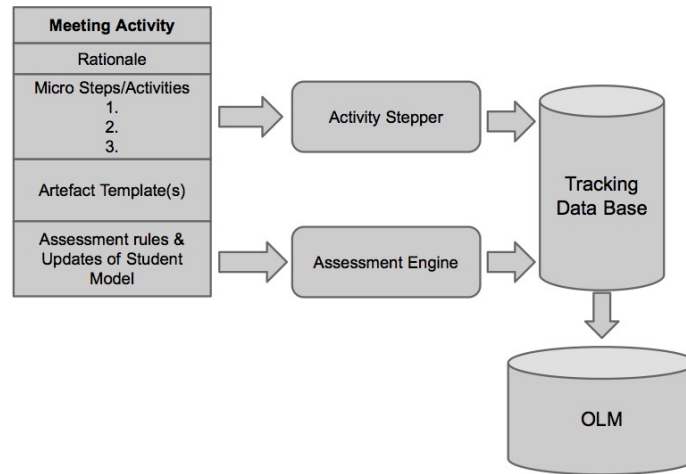 Meeting Activity
Rationale
Micro Steps/Activities
1.
2.
3.
Artefact Template(s)
Assessment rules &
Updates of Student
Model
Activity Stepper
Assessment Engine
Tracking
Data Base
OLM